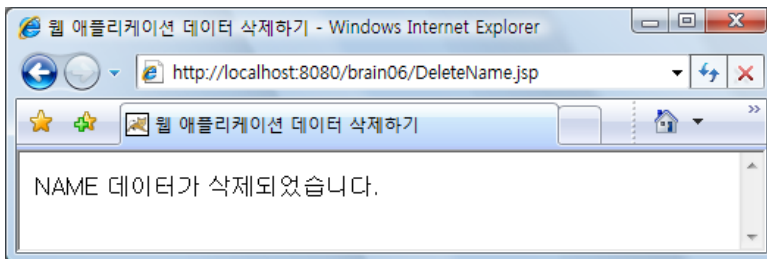 웹 애플리케이션 데이터 삭제하기 - Windows Internet Explorer
http://localhost:8080/brain06/DeleteName.jsp
웹 애플리케이션 데이터 삭제하기
NAME 데이터가 삭제되었습니다.